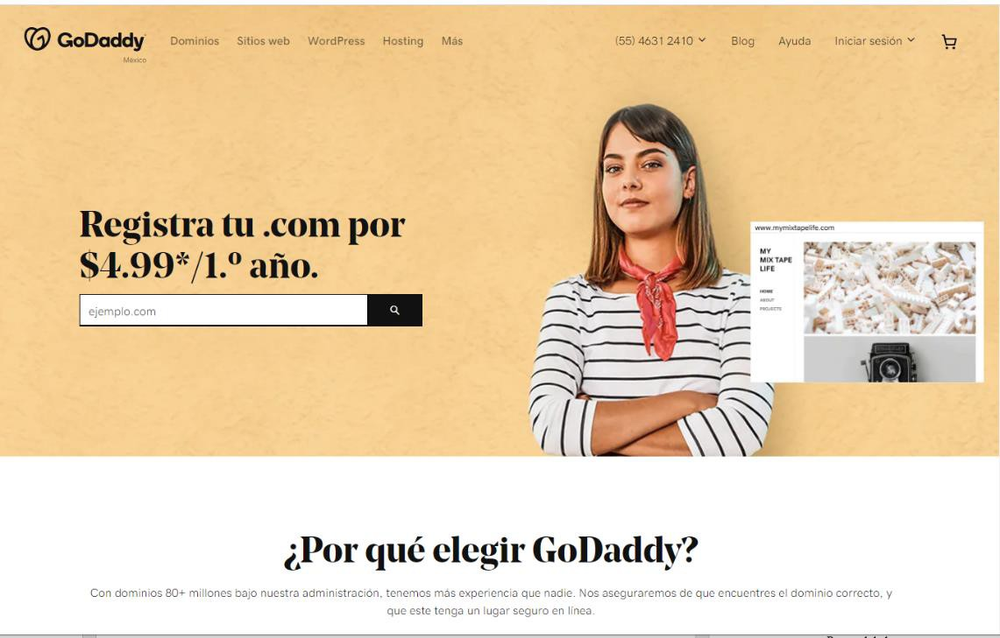 GoDaddy
México
Dominios Sitios web WordPress Hosting Más
(55) 4631 2410 Blog Ayuda Iniciar sesión
Registra tu .com por
$4.99*/1.º año.
ejemplo.com
www.mymixtapelife.com
MY
MIX TAPE
LIFE
HOME
ABOUT
PROJECTS
¿Por qué elegir GoDaddy?
Con dominios 80+ millones bajo nuestra administración, tenemos más experiencia que nadie. Nos aseguraremos de que encuentres el dominio correcto, y
que este tenga un lugar seguro en línea.